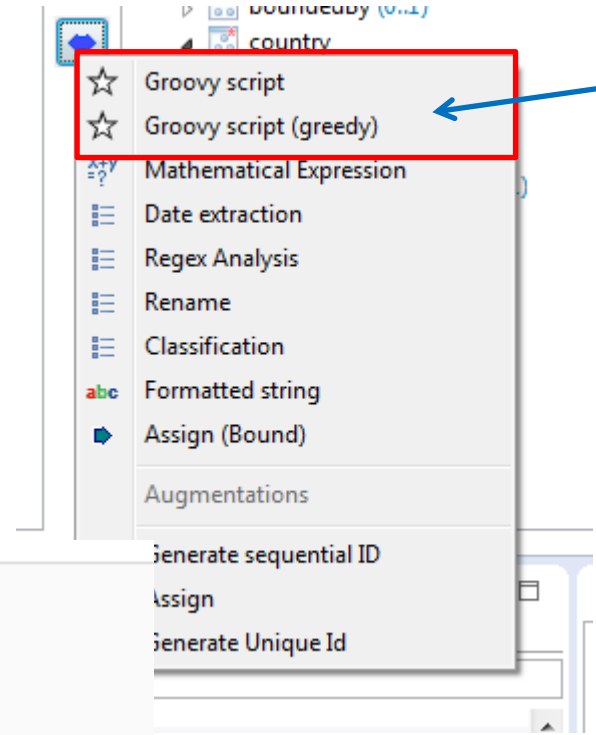 boundedBy (0..1)
country
Groovy script
Groovy script (greedy)
x+y
=?
Mathematical Expression
Date extraction
Regex Analysis
Rename
Classification
abc Formatted string
Assign (Bound)
Augmentations
Generate sequential ID
Assign
Generate Unique Id